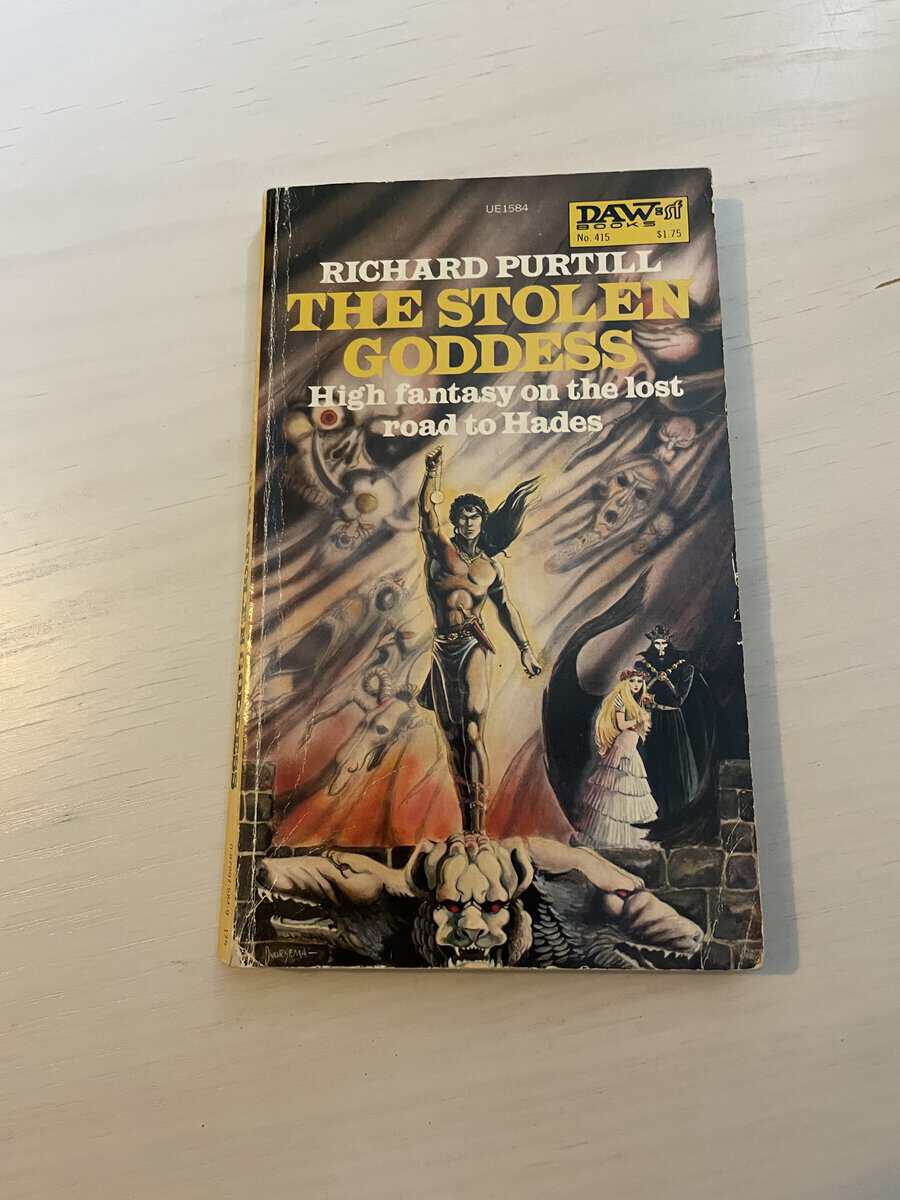 UE1584
DAW=sf
BOOKS
No. 415 $1.75
RICHARD PURTILL
THE STOLEN
GODDESS
High fantasy on the lost
road to Hades